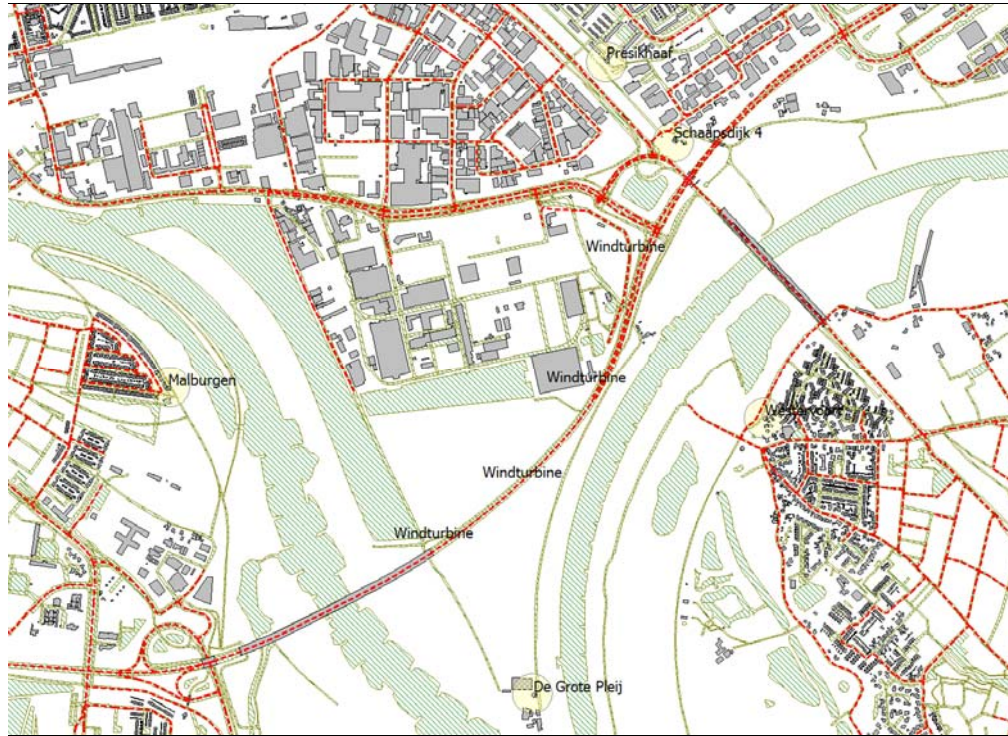 Presikhaaf
Schaapsdijk 4
Windturbine
Malburgen
Windturbine
Westervoort
Windturbine
Windturbine
De Grote Pleij